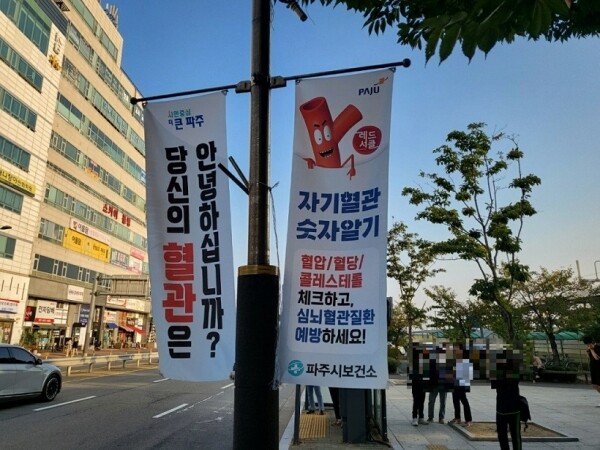 시민중심
더 큰 파주
당신의 혈관은
안녕하십니까?
PAJU
레드
서클
자기혈관
숫자알기
혈압/혈당/
콜레스테롤
체크하고,
심뇌혈관질환
예방하세요!
파주시보건소